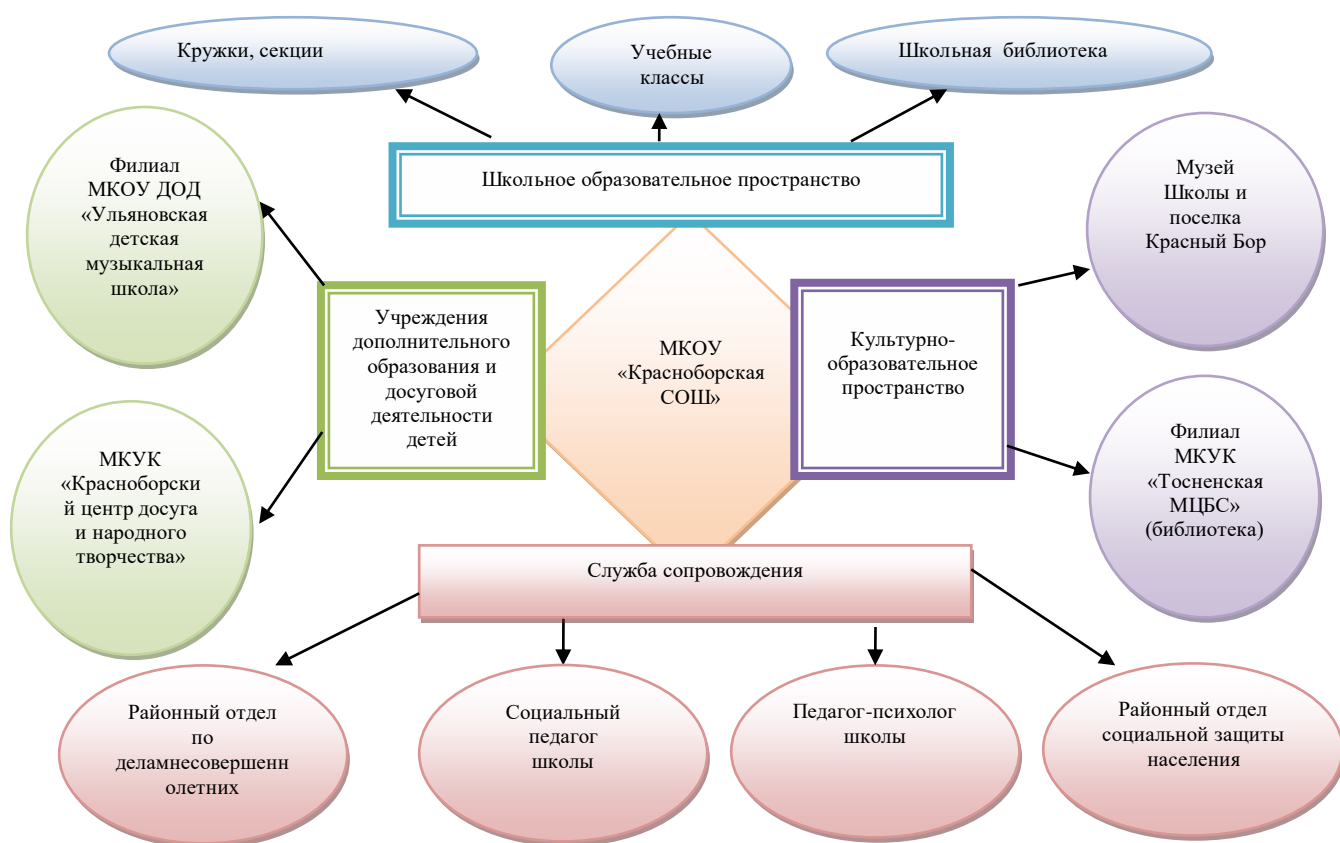 Кружки, секции
Учебные
классы
Школьная библиотека
Школьное образовательное пространство
Филиал
МКОУ ДОД
«Ульяновская
детская
музыкальная
школа»
Музей
Школы и
поселка
Красный Бор
Учреждения
дополнительного
образования и
досуговой
деятельности
детей
МКОУ
«Красноборская
СОШ»
Культурно-
образовательное
пространство
МКУК
«Красноборски
й центр досуга
и народного
творчества»
Филиал
МКУК
«Тосненская
МЦБС»
(библиотека)
Служба сопровождения
Районный отдел
по
деламнесовершенн
олетних
Социальный
педагог
школы
Педагог-психолог
школы
Районный отдел
социальной защиты
населения